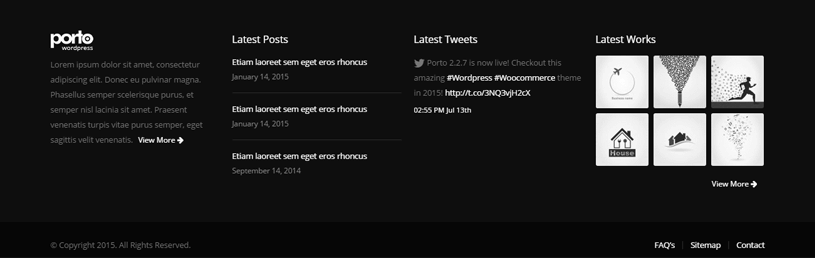 porto
wordpress
Lorem ipsum dolor sit amet, consectetur
adipiscing elit. Donec eu pulvinar magna.
Phasellus semper scelerisque purus, et
semper nisl lacinia sit amet. Praesent
venenatis turpis vitae purus semper, eget
sagittis velit venenatis. View More
Latest Posts
Etiam laoreet sem eget eros rhoncus
January 14, 2015
Etiam laoreet sem eget eros rhoncus
January 14, 2015
Etiam laoreet sem eget eros rhoncus
September 14, 2014
Latest Tweets
Porto 2.2.7 is now live! Checkout this
amazing #Wordpress #Woocommerce theme
in 2015! http://t.co/3NQ3vjH2cX
02:55 PM Jul 13th
Latest Works
House
View More
© Copyright 2015. All Rights Reserved.
FAQ's | Sitemap | Contact